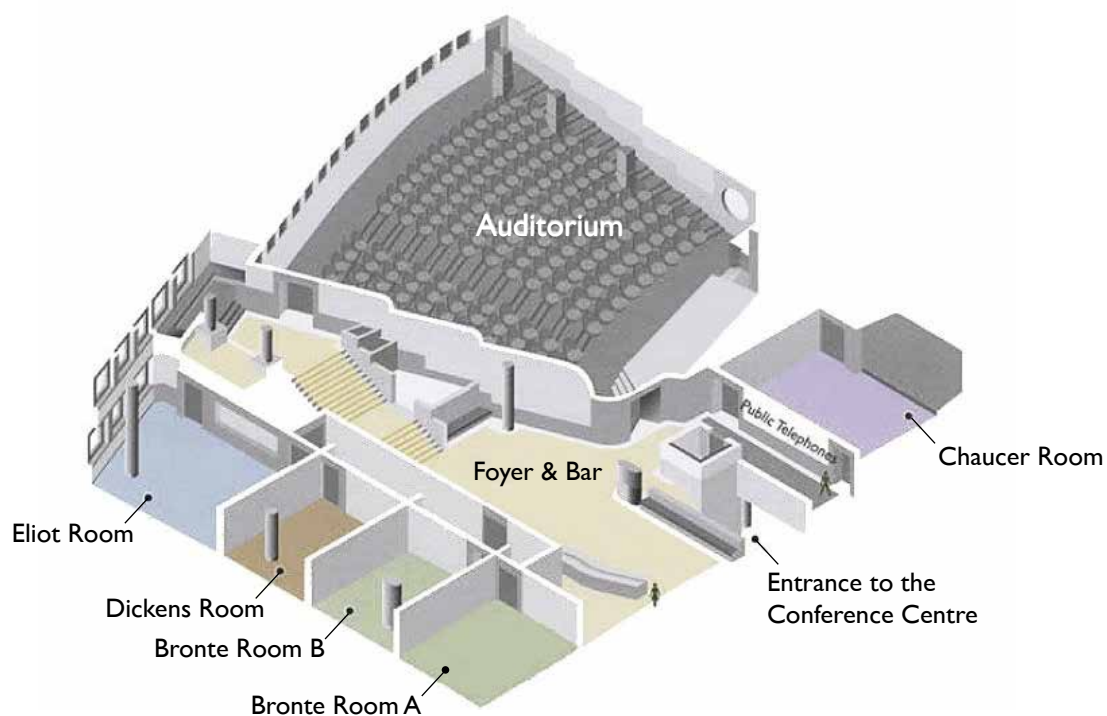 Auditorium
Public Telephones
Foyer & Bar
Chaucer Room
Eliot Room
Entrance to the
Conference Centre
Dickens Room
Bronte Room B
Bronte Room A